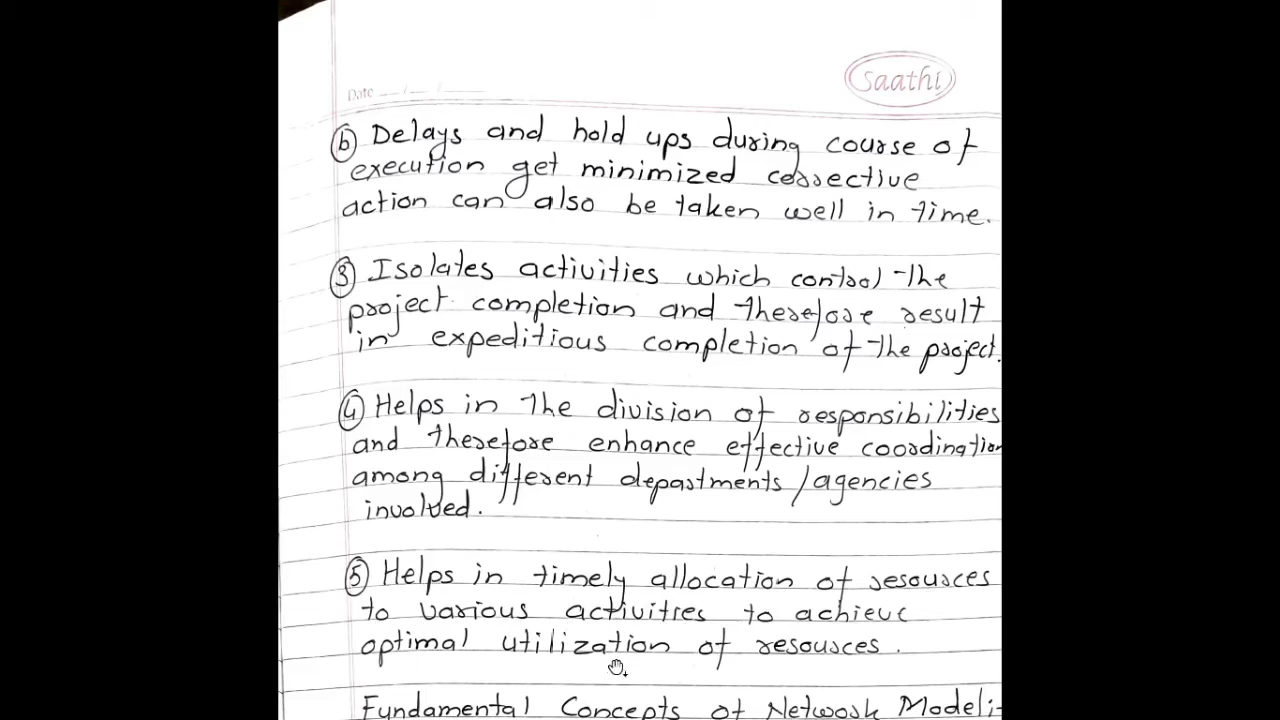 Saathi
Date __/__/____
b Delays and hold ups during course of
execution get minimized corrective
action can also be taken well in time.
3 Isolates activities which control the
project completion and therefore result
in expeditious completion of the project.
4 Helps in the division of responsibilities
and therefore enhance effective coordination
among different departments/agencies
involved.
5 Helps in timely allocation of resources
to various activities to achieve
optimal utilization of resources.
Fundamental Concepts of Network Modeli